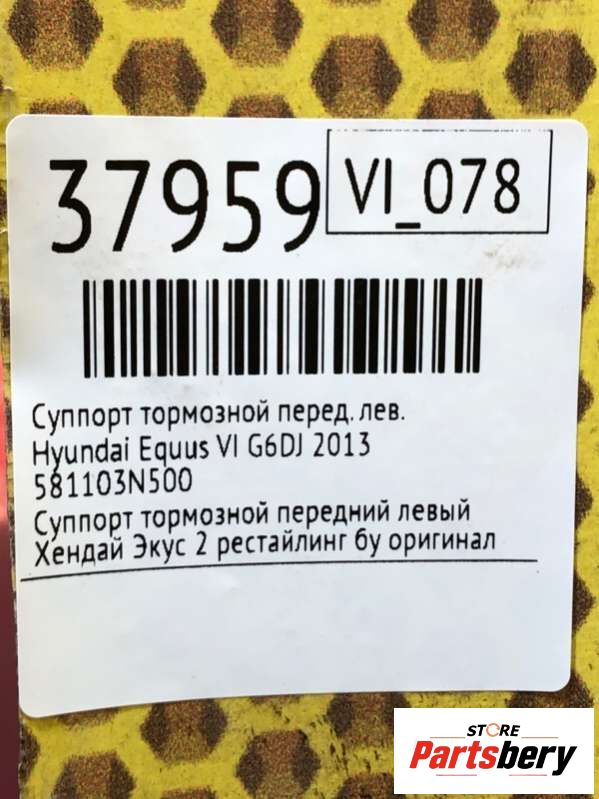 37959
VI_078
Суппорт тормозной перед. лев.
Hyundai Equus VI G6DJ 2013
581103N500
Суппорт тормозной передний левый
Хендай Экус 2 рестайлинг бу оригинал
STORE
Partsbery